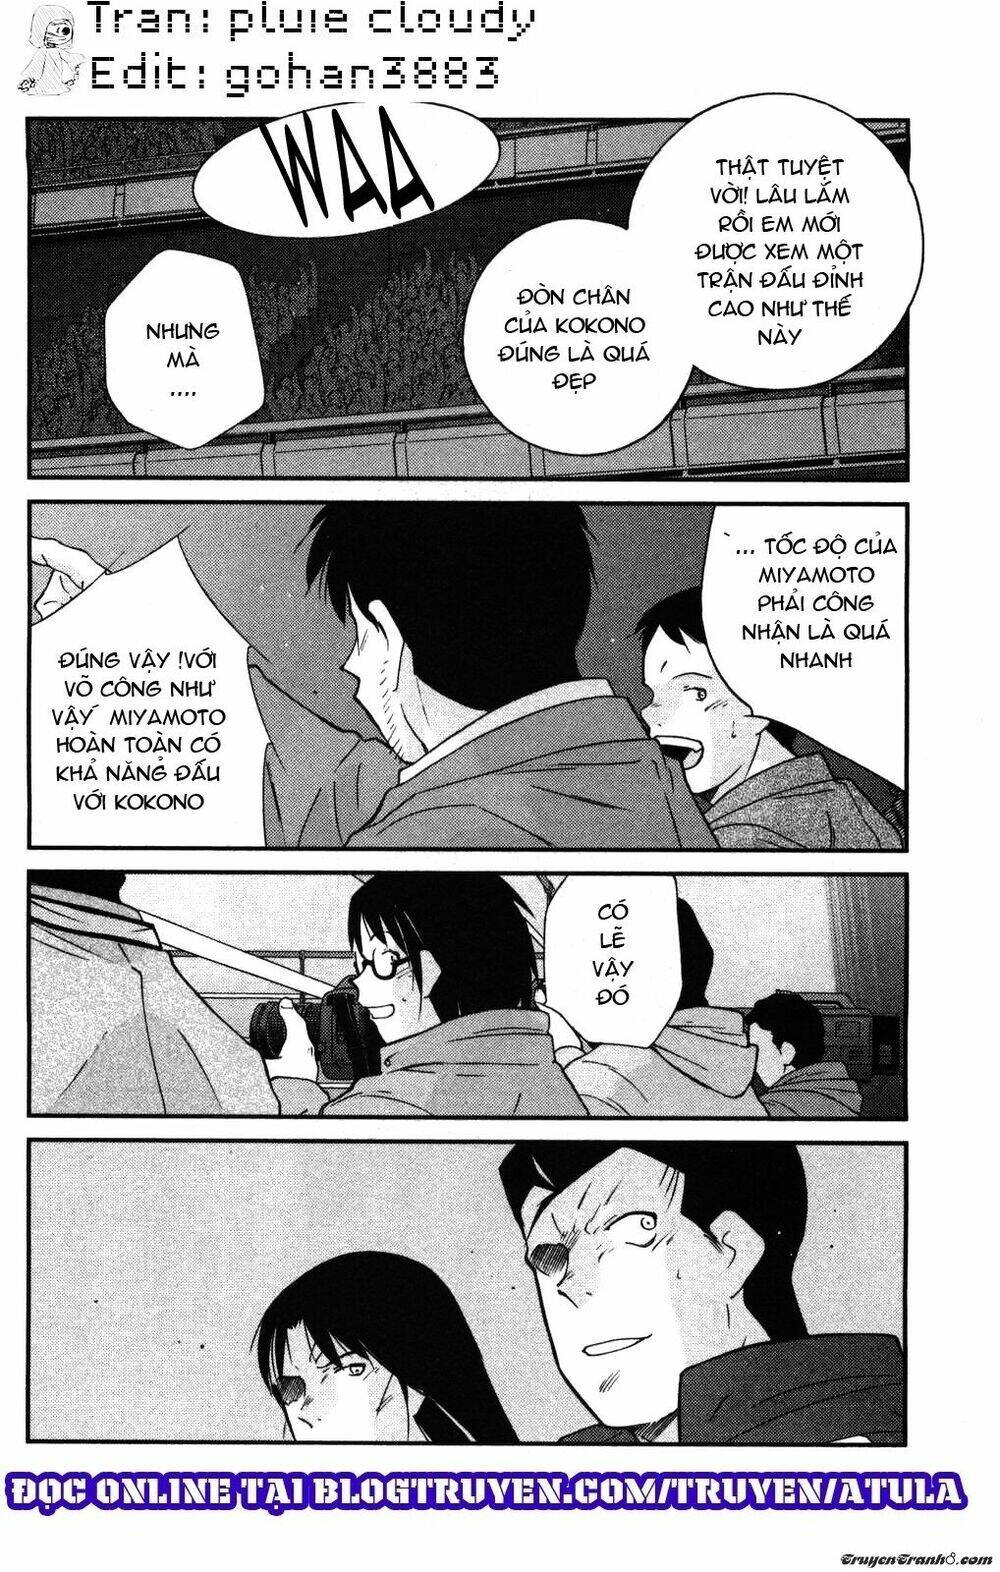 Tran: pluie cloudy
Edit: gohan3883
WAA
THẬT TUYỆT
VỜI! LÂU LẮM
RỒI EM MỚI
ĐƯỢC XEM MỘT
TRẬN ĐẤU ĐỈNH
CAO NHƯ THẾ
NÀY
ĐÒN CHÂN
CỦA KOKONO
ĐÚNG LÀ QUÁ
ĐẸP
NHƯNG
MÀ
....
... TỐC ĐỘ CỦA
MIYAMOTO
PHẢI CÔNG
NHẬN LÀ QUÁ
NHANH
ĐÚNG VẬY !VỚI
VÕ CÔNG NHƯ
VẬY MIYAMOTO
HOÀN TOÀN CÓ
KHẢ NĂNG ĐẤU
VỚI KOKONO
CÓ
LẼ
VẬY
ĐÓ
ĐỌC ONLINE TẠI BLOGTRUYEN.COM/TRUYEN/ATULA
TruyenTranh8.com